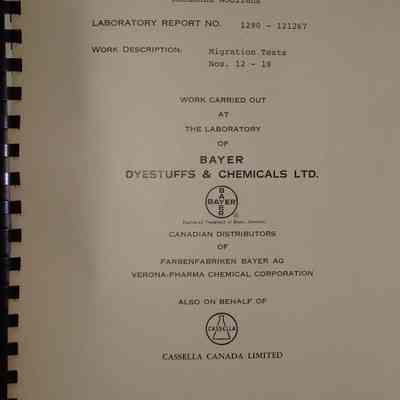 LABORATORY REPORT NO. 1280 - 121267
WORK DESCRIPTION: Migration Tests
Nos. 12 - 18
WORK CARRIED OUT
AT
THE LABORATORY
OF
BAYER
DYESTUFFS & CHEMICALS LTD.
BAYER
BAYER
CANADIAN DISTRIBUTORS
OF
FARBENFABRIKEN BAYER AG
VERONA-PHARMA CHEMICAL CORPORATION
ALSO ON BEHALF OF
CASSELLA
CASSELLA CANADA LIMITED